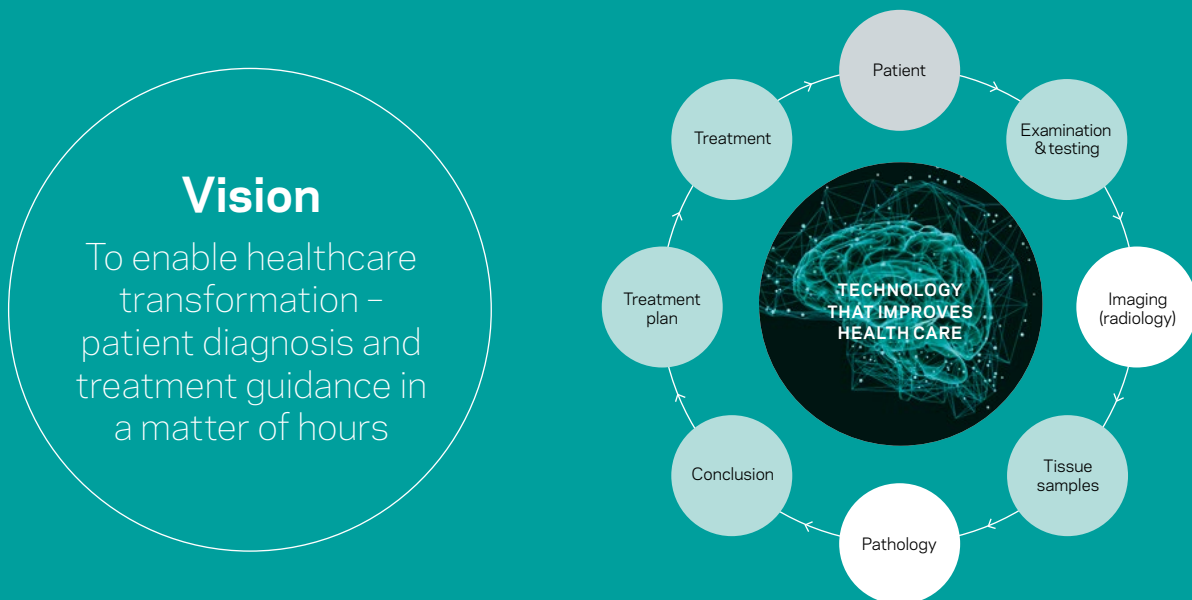 Vision
To enable healthcare
transformation –
patient diagnosis and
treatment guidance in
a matter of hours
Patient
Examination
& testing
Imaging
(radiology)
Tissue
samples
Pathology
Conclusion
Treatment
plan
Treatment
TECHNOLOGY
THAT IMPROVES
HEALTH CARE